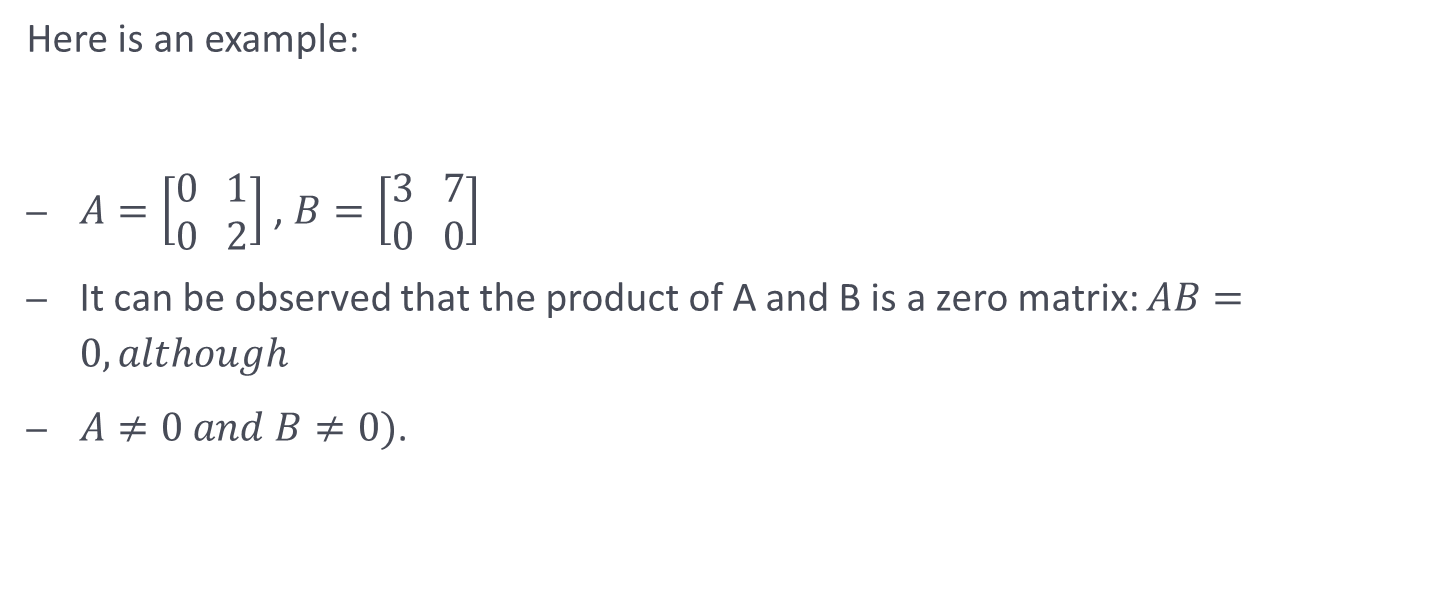 Here is an example:
– A = [0 1
0 2], B = [3 7
0 0]
– It can be observed that the product of A and B is a zero matrix: AB =
0, although
– A ≠ 0 and B ≠ 0).